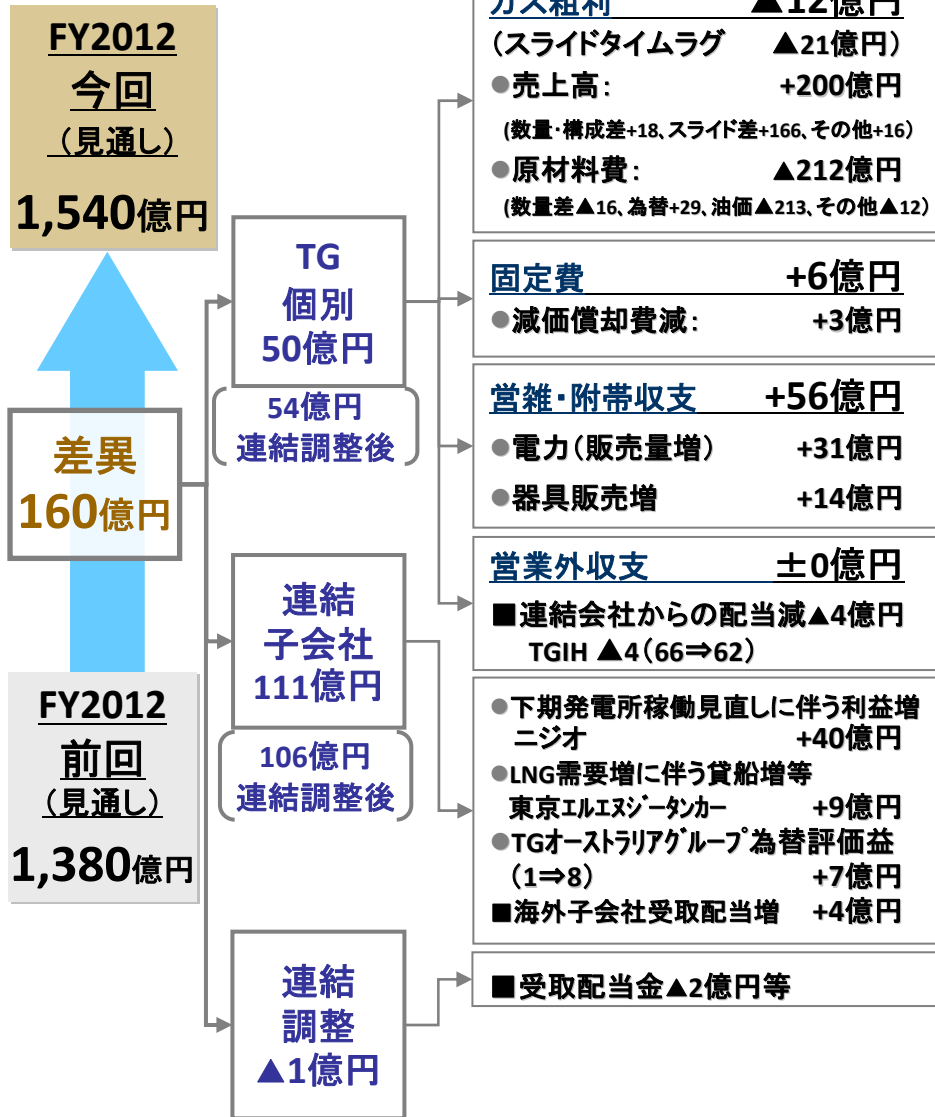 FY2012
今回
（見通し）
1,540億円
差異
160億円
FY2012
前回
（見通し）
1,380億円
TG
個別
50億円
54億円
連結調整後
連結
子会社
111億円
106億円
連結調整後
連結
調整
▲1億円
ガス粗利 ▲12億円
（スライドタイムラグ ▲21億円）
●売上高： +200億円
(数量・構成差+18、スライド差+166、その他+16）
●原材料費： ▲212億円
(数量差▲16、為替+29、油価▲213、その他▲12）
固定費 +6億円
●減価償却費減： +3億円
営雑・附帯収支 +56億円
●電力（販売量増） +31億円
●器具販売増 +14億円
営業外収支 ±0億円
■連結会社からの配当減▲4億円
TGIH ▲4（66⇒62）
●下期発電所稼働見直しに伴う利益増
ニジオ +40億円
●LNG需要増に伴う貸船増等
東京エルエヌジータンカー +9億円
●TGオーストラリアグループ為替評価益
（1⇒8） +7億円
■海外子会社受取配当増 +4億円
■受取配当金▲2億円等